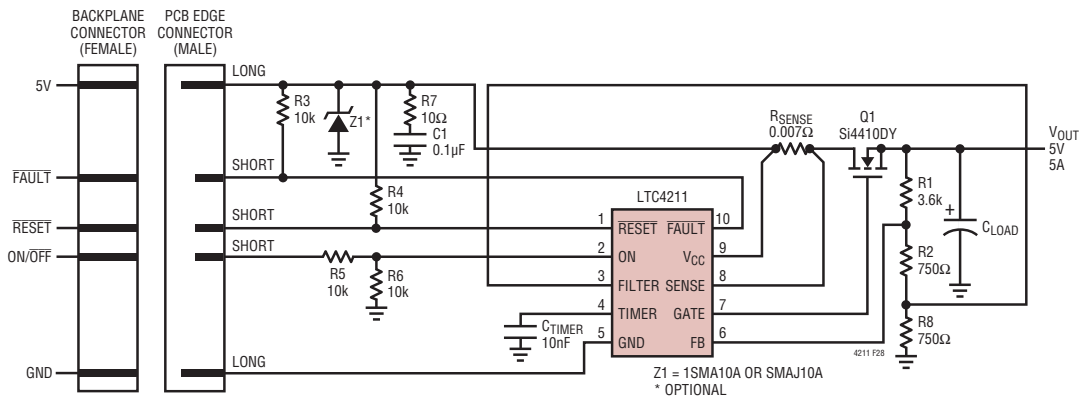 BACKPLANE
CONNECTOR
(FEMALE)
PCB EDGE
CONNECTOR
(MALE)
LONG
5V
R3
10k
Z1*
R7
10Ω
C1
0.1µF
RSENSE
0.007Ω
Q1
Si4410DY
VOUT
5V
5A
SHORT
FAULT
R4
10k
LTC4211
R1
3.6k
+
CLOAD
SHORT
RESET
1
RESET
FAULT
10
SHORT
ON/OFF
R5
10k
R6
10k
2
ON
VCC
9
R2
750Ω
3
FILTER
SENSE
8
4
TIMER
GATE
7
CTIMER
10nF
5
GND
FB
6
R8
750Ω
4211 F28
LONG
GND
Z1 = 1SMA10A OR SMAJ10A
* OPTIONAL